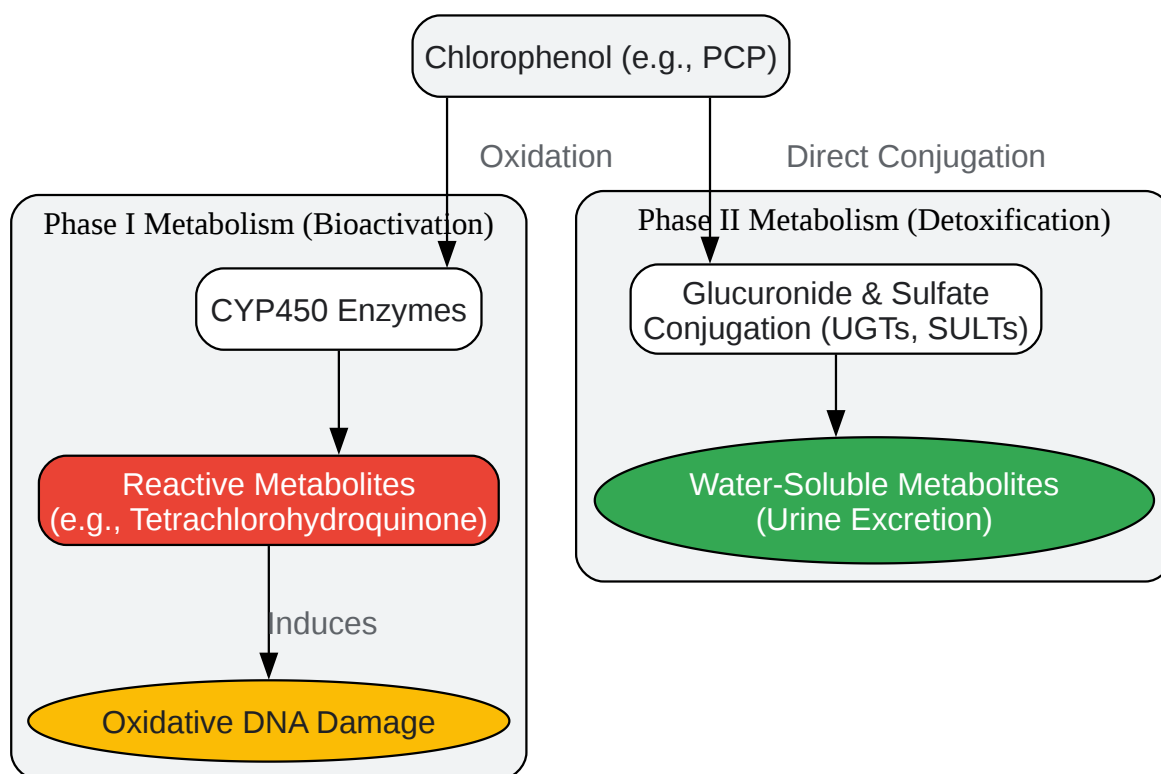 Chlorophenol (e.g., PCP)
Oxidation
Direct Conjugation
Phase I Metabolism (Bioactivation)
CYP450 Enzymes
Reactive Metabolites
(e.g., Tetrachlorohydroquinone)
Induces
Oxidative DNA Damage
Phase II Metabolism (Detoxification)
Glucuronide & Sulfate
Conjugation (UGTs, SULTs)
Water-Soluble Metabolites
(Urine Excretion)